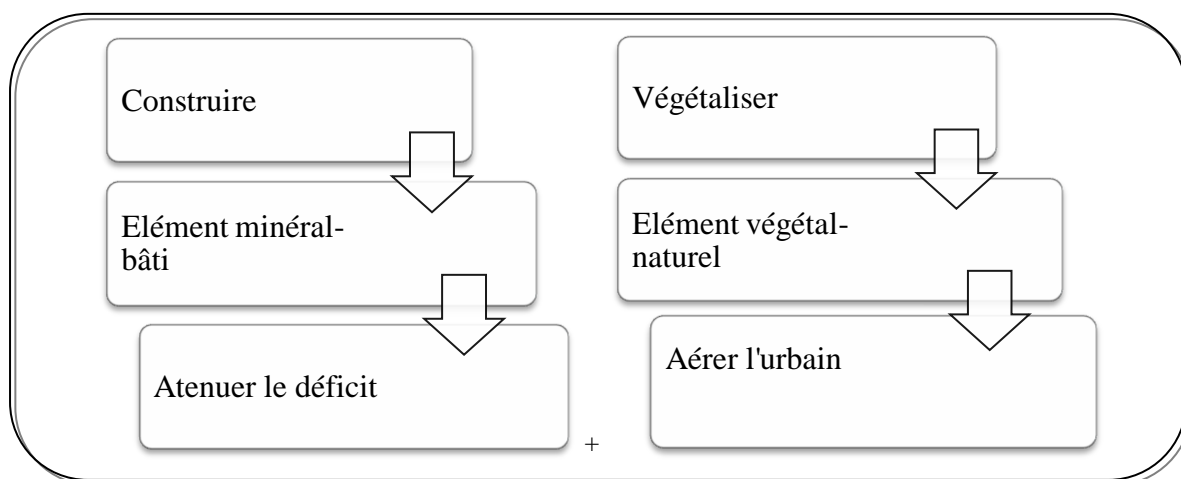 Construire
Elément minéral-
bâti
Atenuer le déficit
+
Végétaliser
Elément végétal-
naturel
Aérer l'urbain